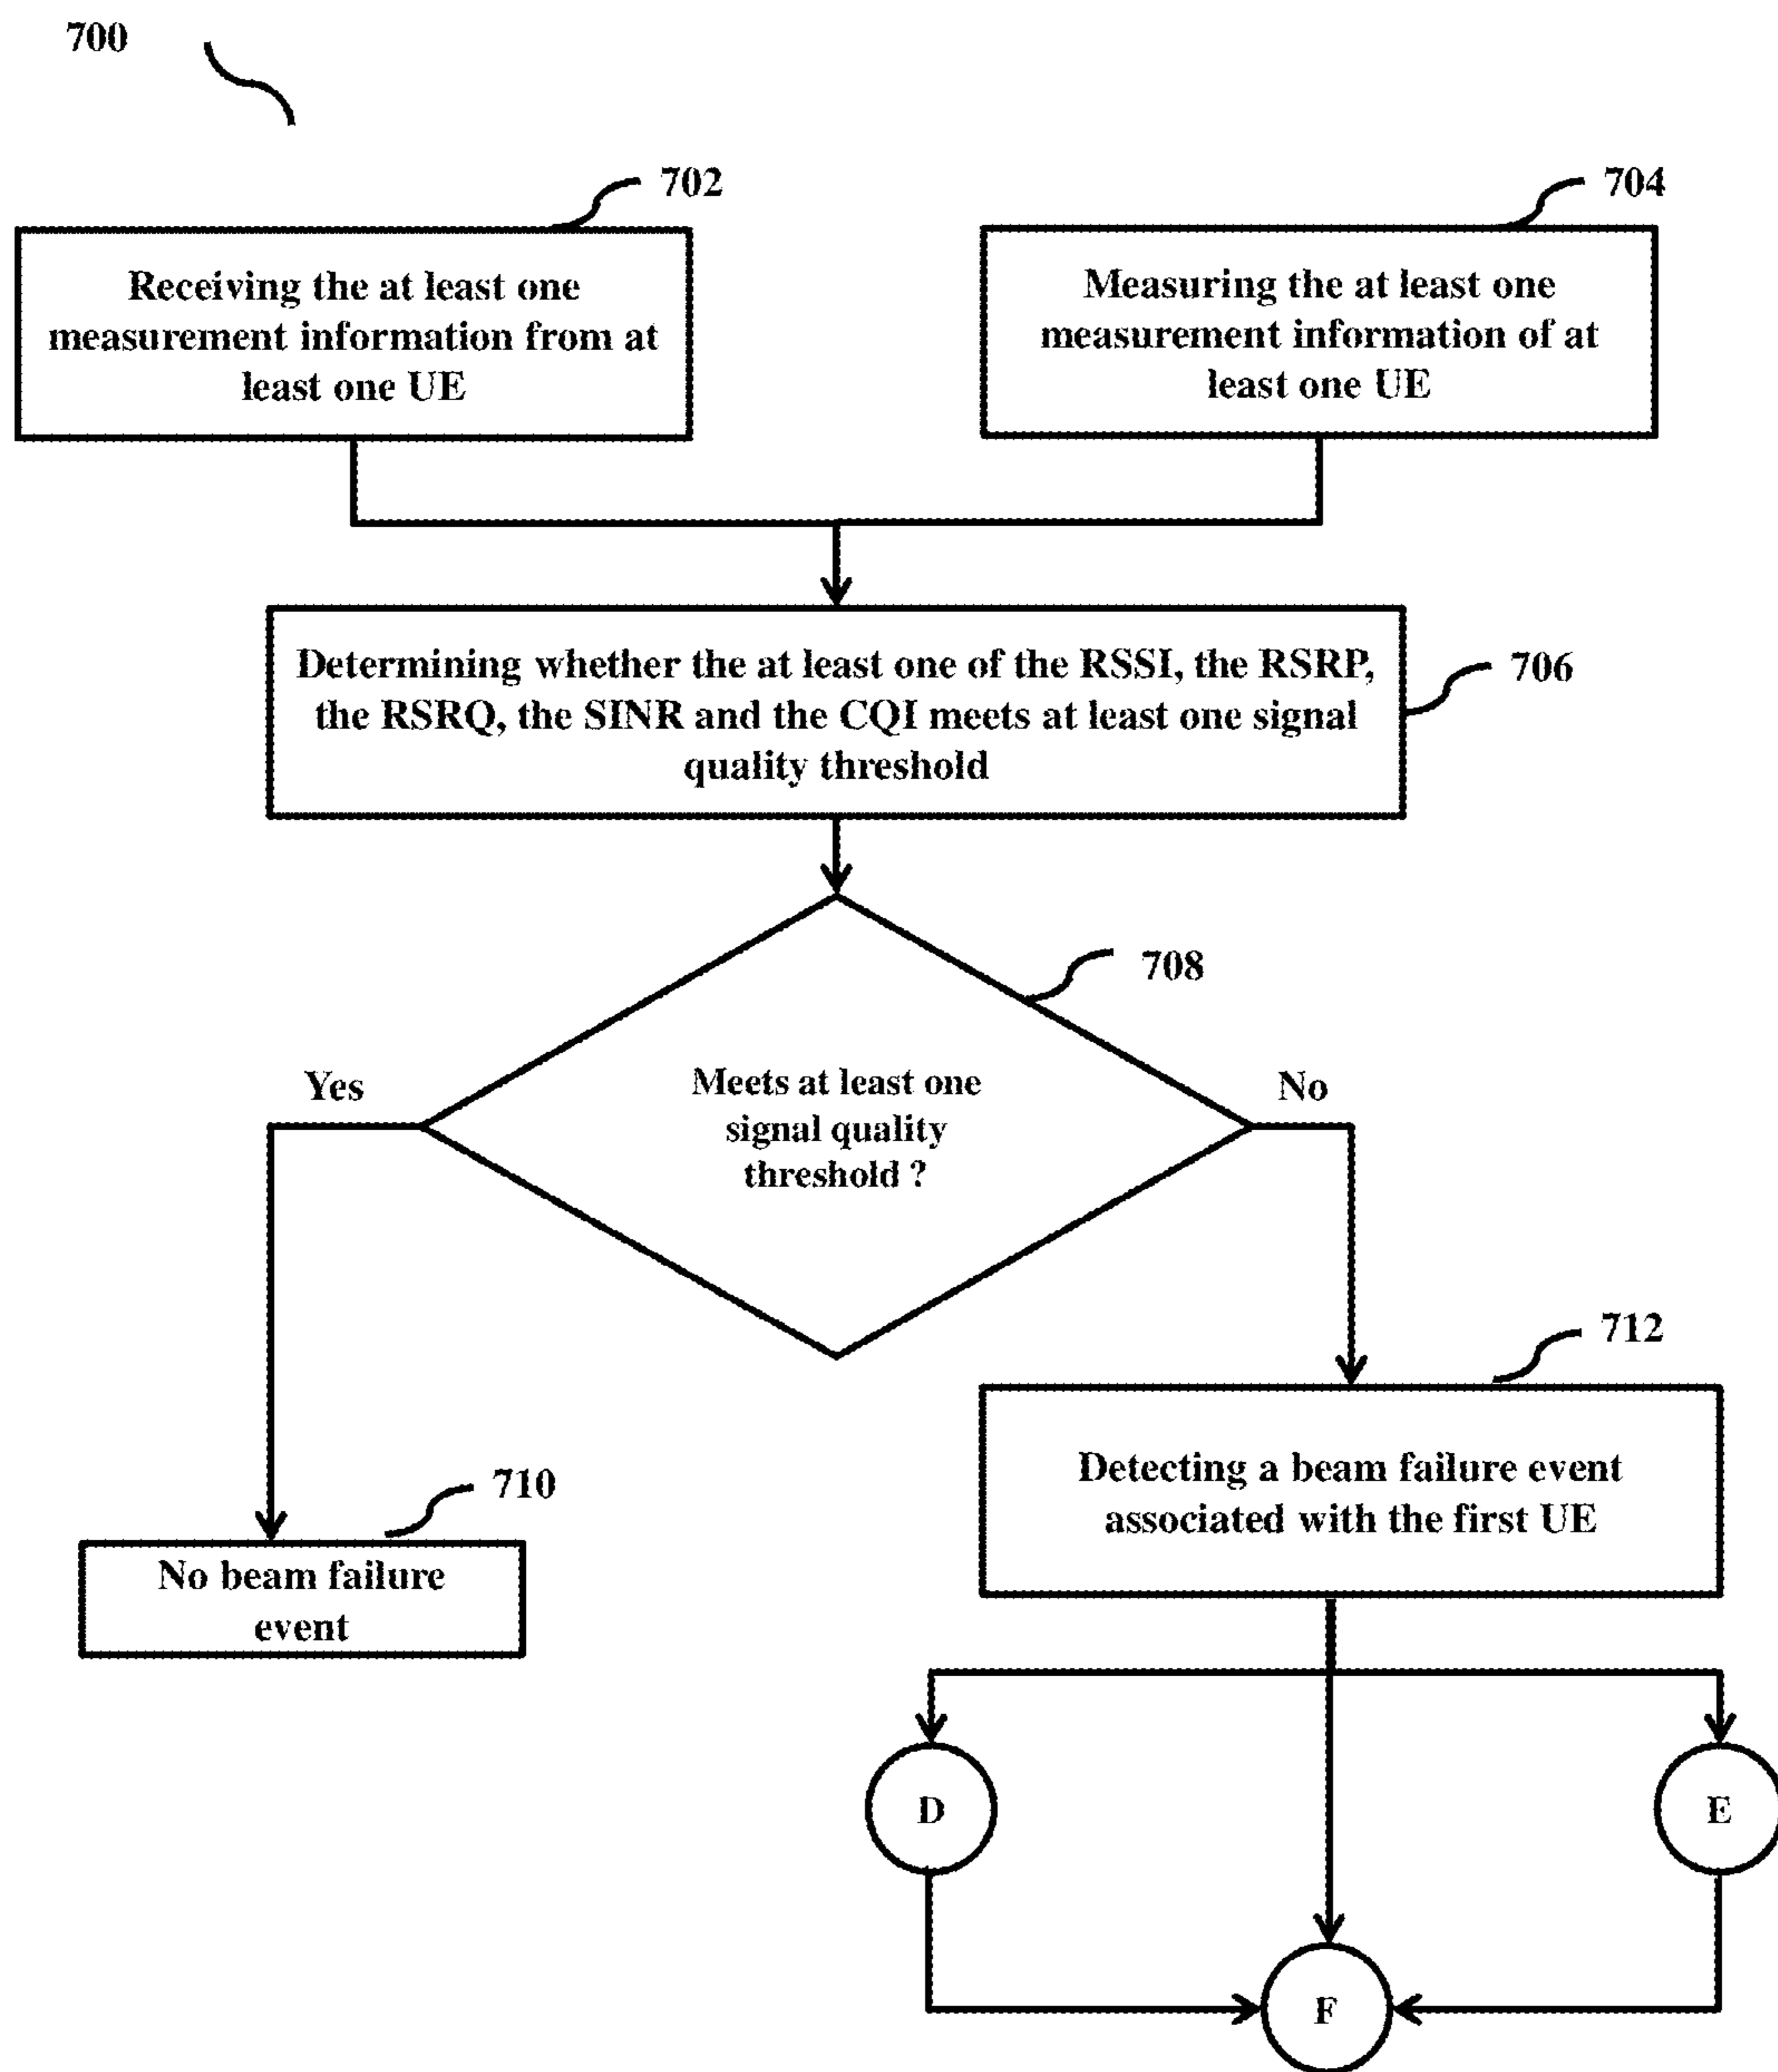 700
702
704
Receiving the at least one
measurement information from at
least one UE
Measuring the at least one
measurement information of at
least one UE
Determining whether the at least one of the RSSI, the RSRP,
the RSRQ, the SINR and the CQI meets at least one signal
quality threshold
706
708
Meets at least one
signal quality
threshold ?
Yes
No
712
Detecting a beam failure event
associated with the first UE
710
No beam failure
event
D
E
F